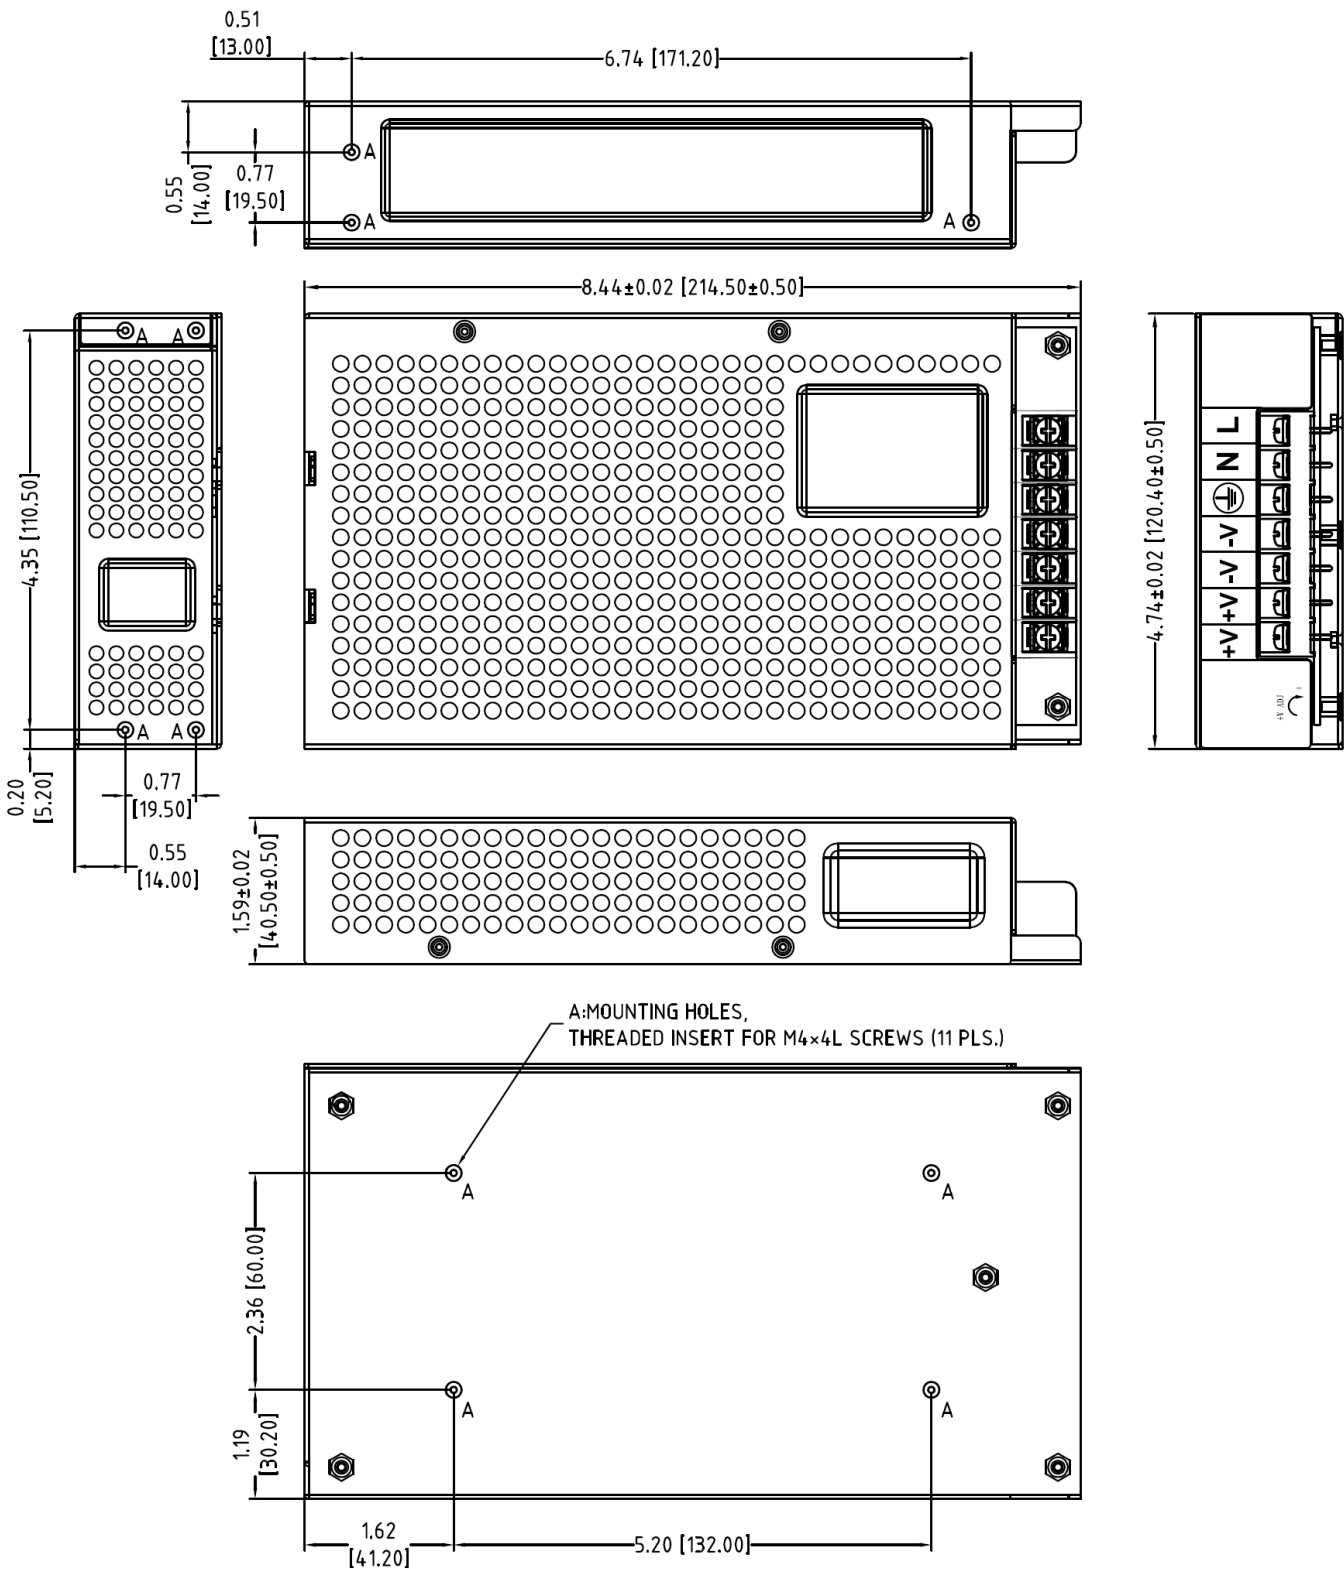 0.51
[13.00]
6.74 [171.20]
A
0.55
[14.00]
0.77
[19.50]
A
A
8.44±0.02 [214.50±0.50]
A
A
4.35 [110.50]
A
A
0.20
[5.20]
0.77
[19.50]
0.55
[14.00]
4.74±0.02 [120.40±0.50]
L
N
-V
-V
+V
+V
1.59±0.02
[40.50±0.50]
A:MOUNTING HOLES,
THREADED INSERT FOR M4×4L SCREWS (11 PLS.)
A
A
2.36 [60.00]
A
A
1.19
[30.20]
1.62
[41.20]
5.20 [132.00]